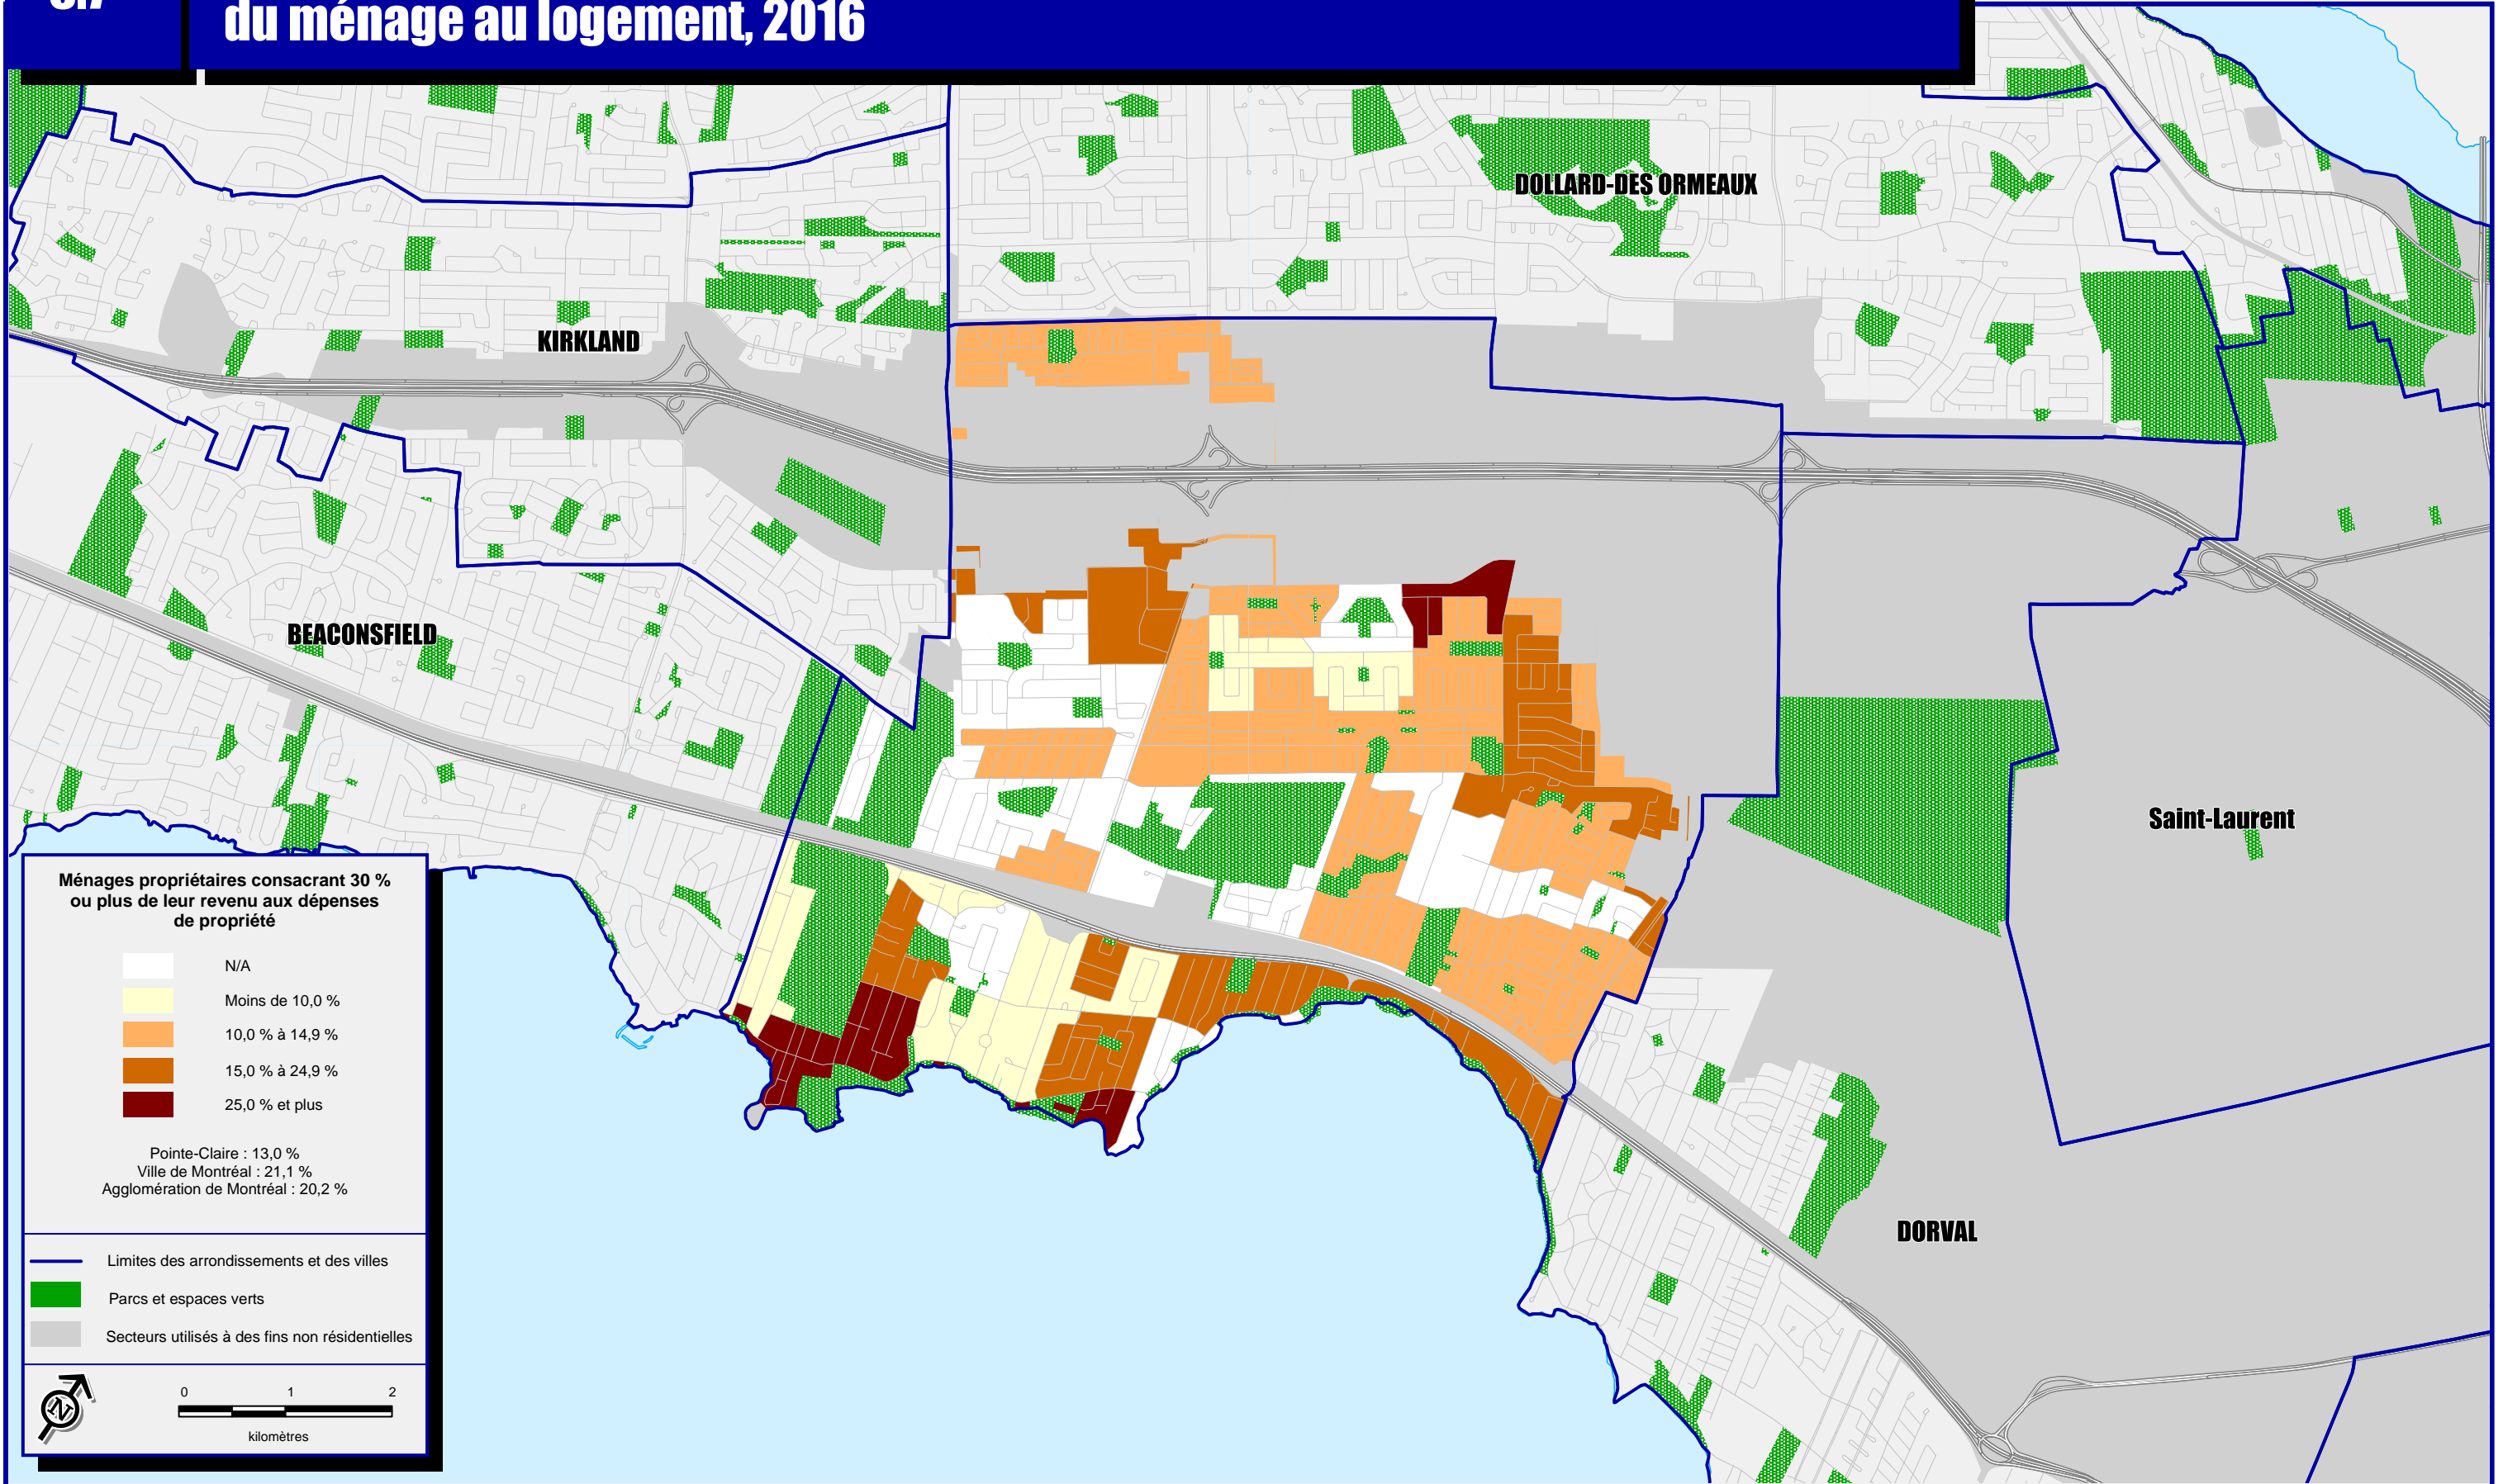 du ménage au logement, 2016
DOLLARD-DES ORMEAUX
KIRKLAND
BEACONSFIELD
Saint-Laurent
DORVAL
Ménages propriétaires consacrant 30 %
ou plus de leur revenu aux dépenses
de propriété
N/A
Moins de 10,0 %
10,0 % à 14,9 %
15,0 % à 24,9 %
25,0 % et plus
Pointe-Claire : 13,0 %
Ville de Montréal : 21,1 %
Agglomération de Montréal : 20,2 %
Limites des arrondissements et des villes
Parcs et espaces verts
Secteurs utilisés à des fins non résidentielles
N
0 1 2
kilomètres